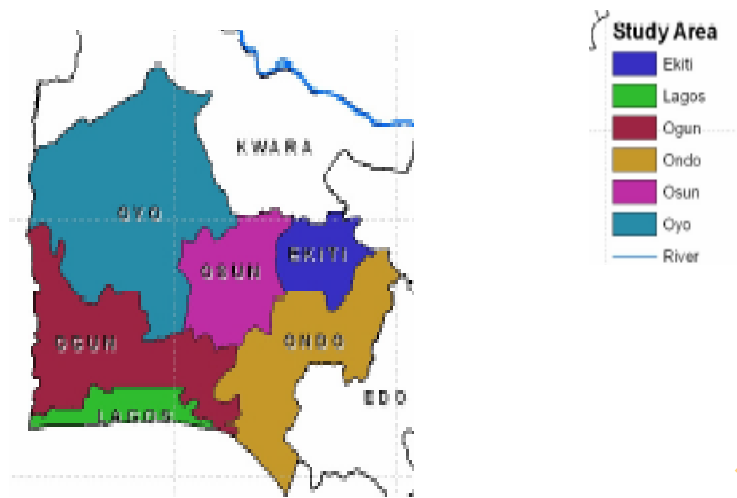 Study Area
Ekiti
Lagos
Ogun
Ondo
Osun
Oyo
River
KWARA
OYO
EKITI
OSUN
OGUN
ONDO
EDO
LAGOS